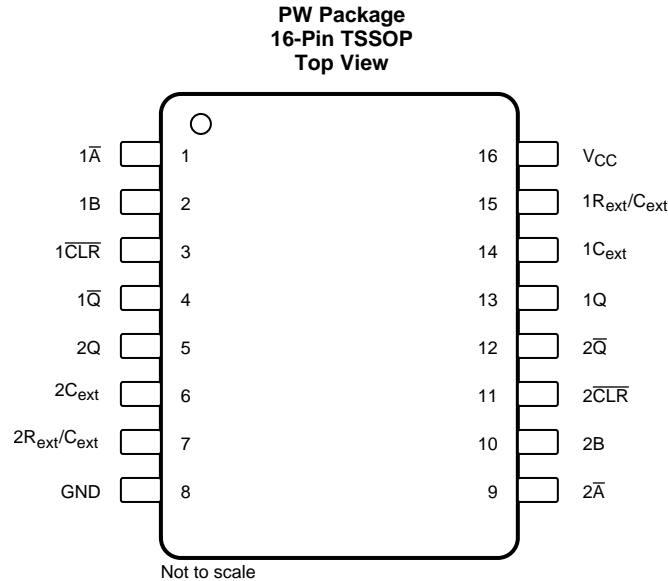 PW Package
16-Pin TSSOP
Top View
1A̅ 1 16 VCC
1B 2 15 1Rext/Cext
1C̅L̅R̅ 3 14 1Cext
1Q̅ 4 13 1Q
2Q 5 12 2Q̅
2Cext 6 11 2C̅L̅R̅
2Rext/Cext 7 10 2B
GND 8 9 2A̅
Not to scale